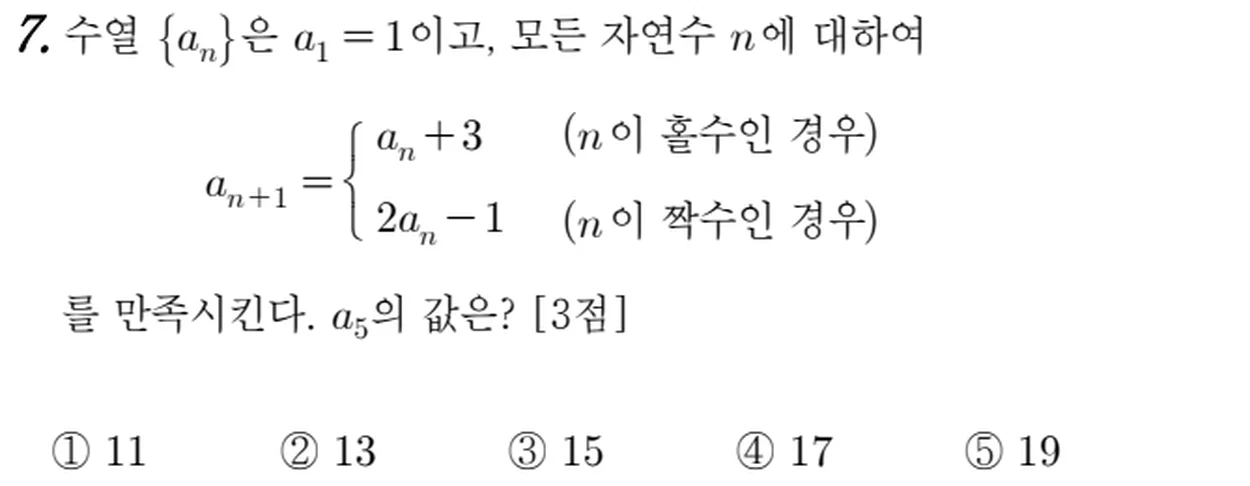 7. 수열 {aₙ}은 a₁ = 1이고, 모든 자연수 n에 대하여
aₙ₊₁ = { aₙ + 3 (n이 홀수인 경우)
2aₙ − 1 (n이 짝수인 경우)
를 만족시킨다. a₅의 값은? [3점]
① 11 ② 13 ③ 15 ④ 17 ⑤ 19